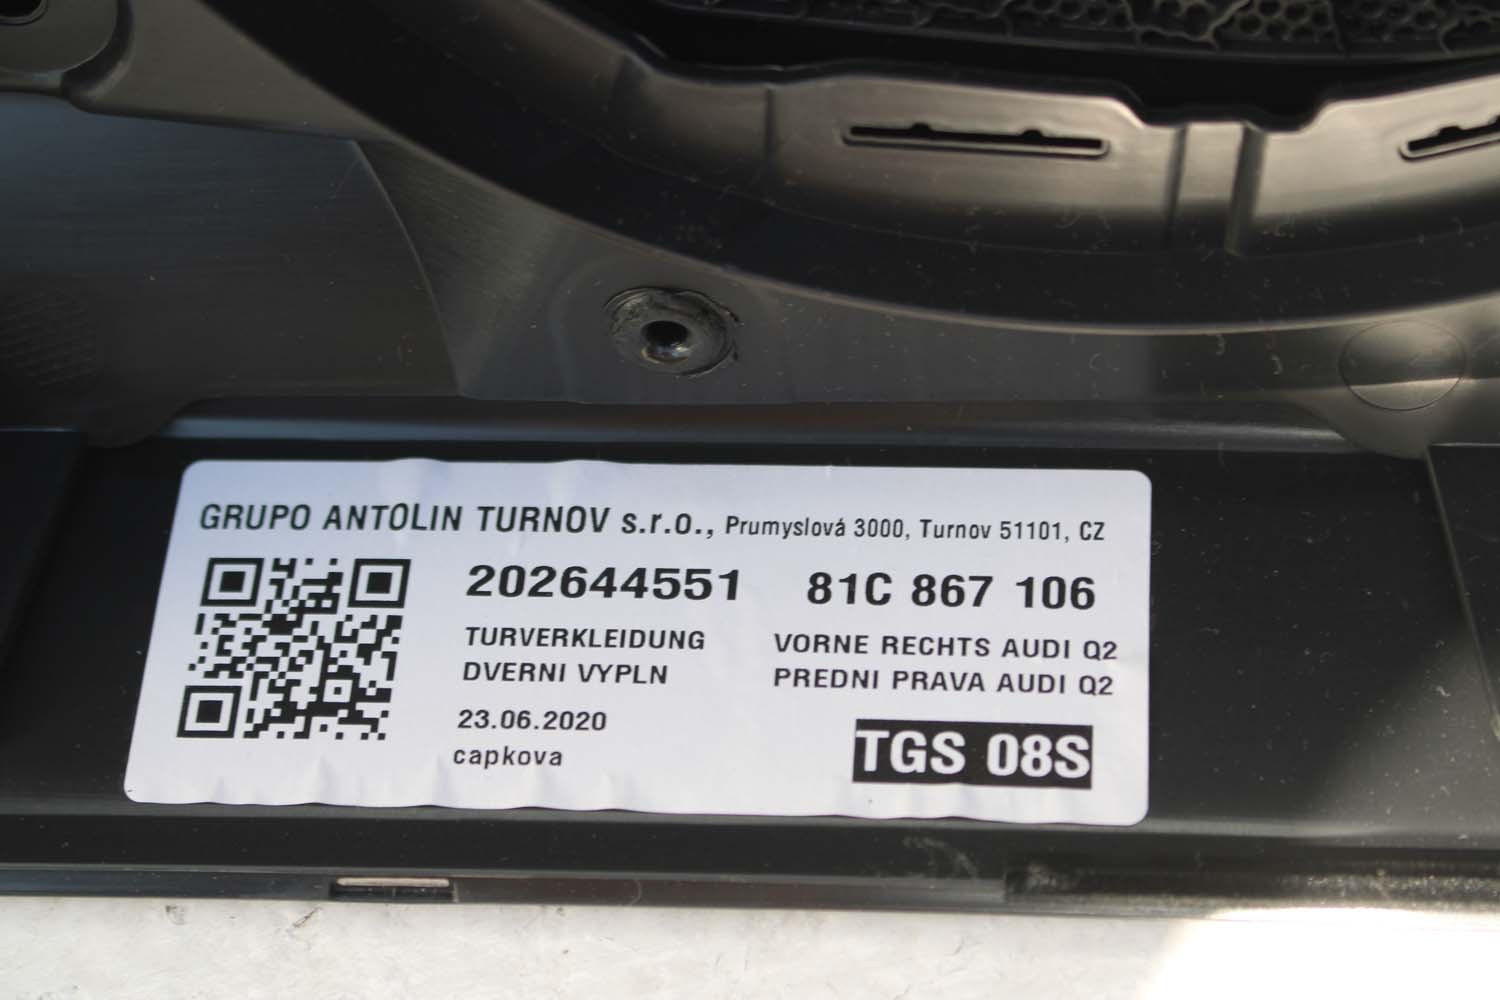 GRUPO ANTOLIN TURNOV s.r.o., Prumyslová 3000, Turnov 51101, CZ
202644551 81C 867 106
TURVERKLEIDUNG VORNE RECHTS AUDI Q2
DVERNI VYPLN PREDNI PRAVA AUDI Q2
23.06.2020
capkova
TGS 08S